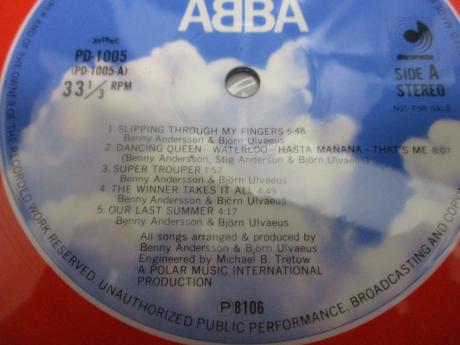 ABBA
PD-1005
(PD-1005-A)
33 1/3 RPM
discomate
SIDE A
STEREO
NOT FOR SALE
1. SLIPPING THROUGH MY FINGERS 5:48
Benny Andersson & Björn Ulvaeus
2. DANCING QUEEN—WATERLOO—HASTA MAÑANA—THAT'S ME 8:07
(Benny Andersson, Stig Anderson & Björn Ulvaeus)
3. SUPER TROUPER 1:52
Benny Andersson & Björn Ulvaeus
4. THE WINNER TAKES IT ALL 4:49
Benny Andersson & Björn Ulvaeus
5. OUR LAST SUMMER 4:17
Benny Andersson & Björn Ulvaeus
All songs arranged & produced by
Benny Andersson & Björn Ulvaeus
Engineered by Michael B. Tretow
A POLAR MUSIC INTERNATIONAL
PRODUCTION
Ⓟ8106
OF THE OWNER OF THE RECORDED WORK RESERVED. UNAUTHORIZED PUBLIC PERFORMANCE, BROADCASTING AND COPYING